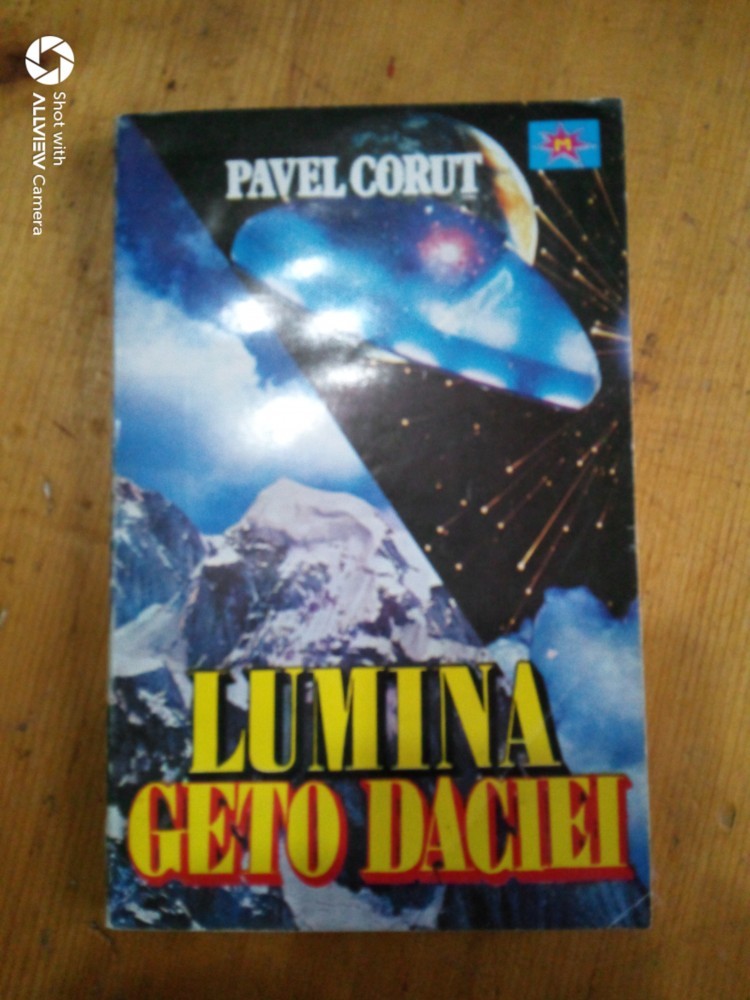 Shot with
ALLVIEW Camera
PAVEL CORUT
M
LUMINA
GETO DACIEI